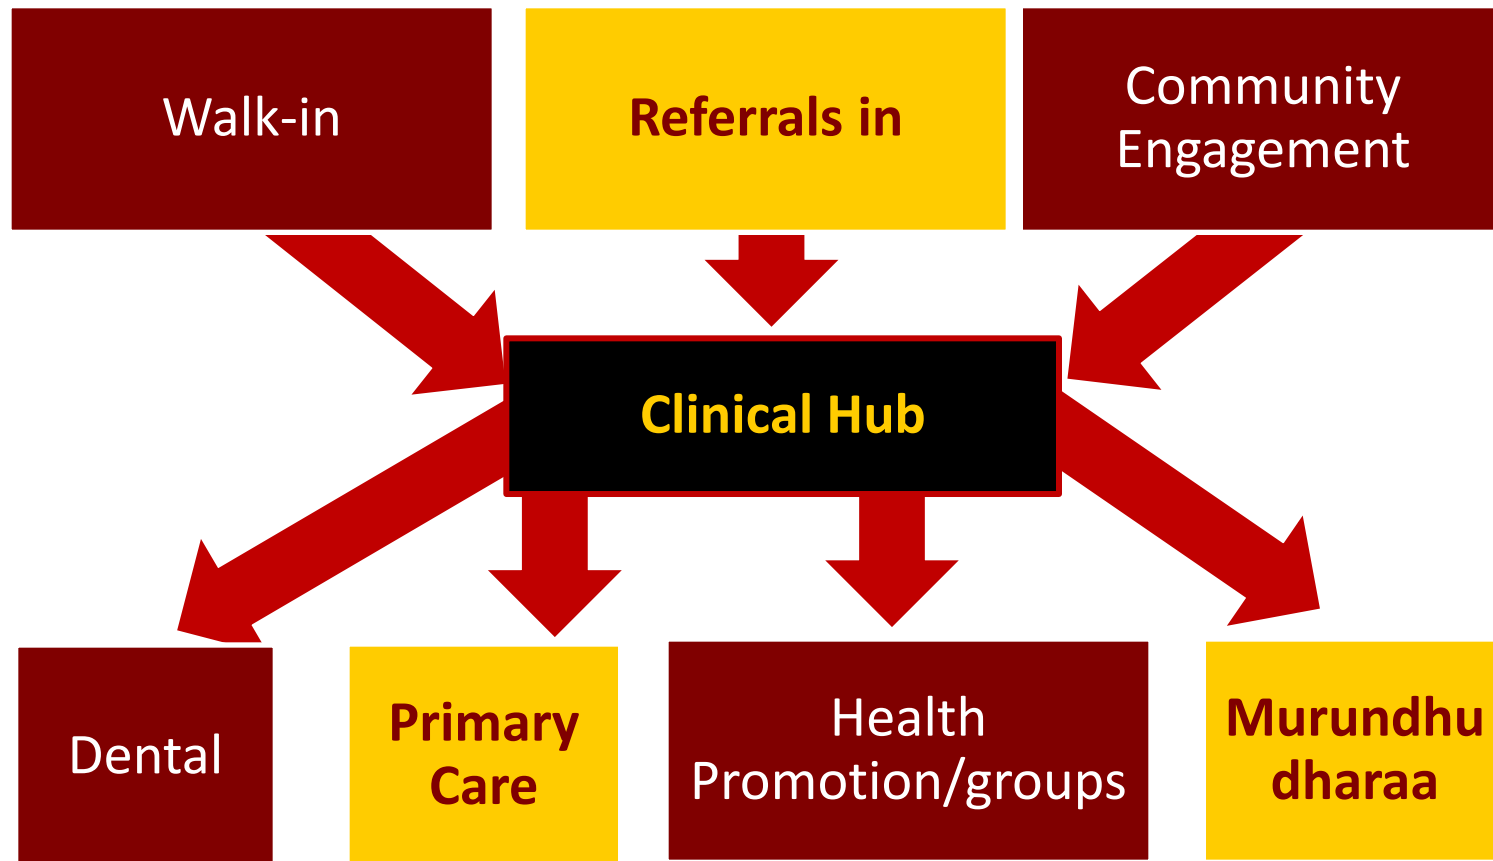 Walk-in
Referrals in
Community
Engagement
Clinical Hub
Dental
Primary
Care
Health
Promotion/groups
Murundhu
dharaa